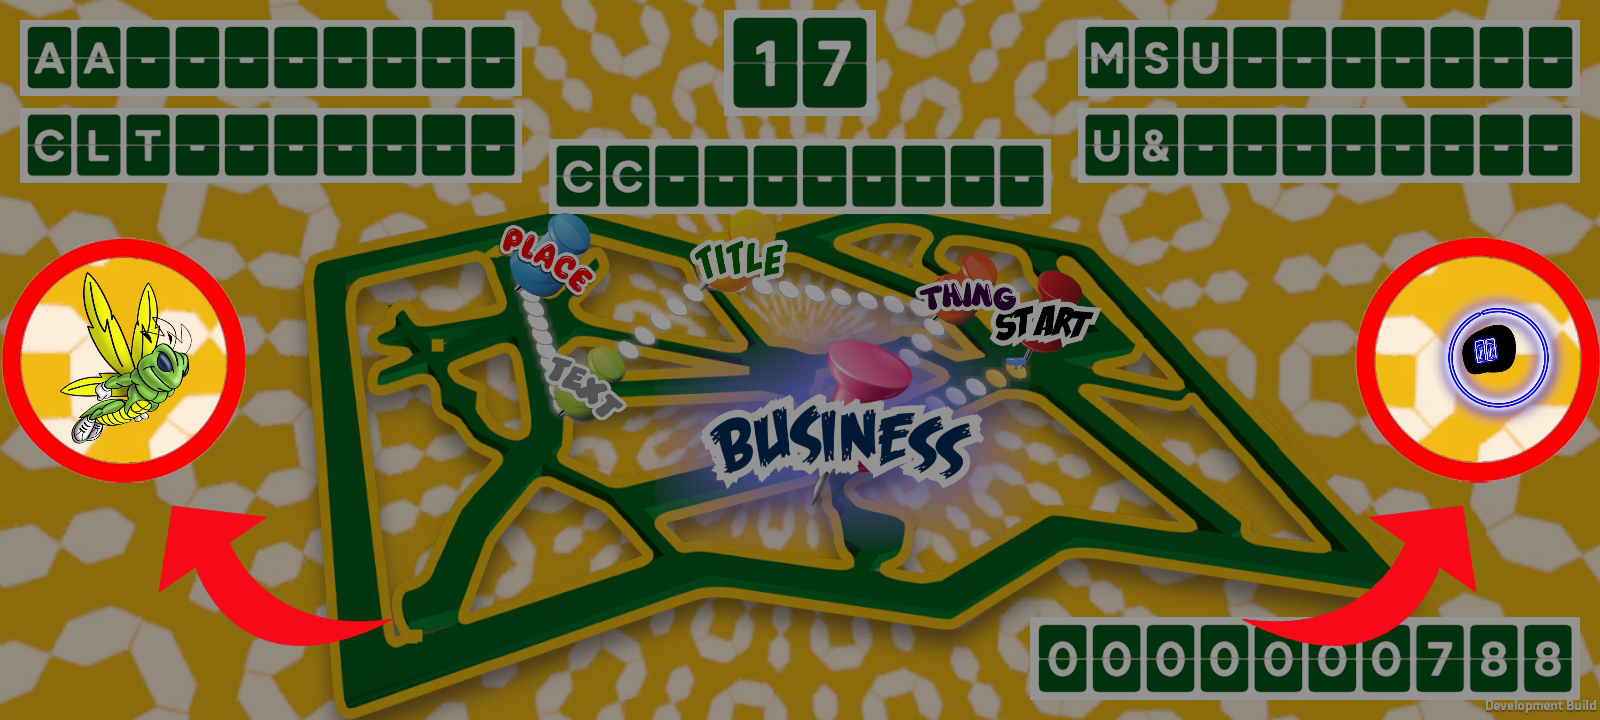 AA--------
17
MSU-------
CLT-------
U&--------
CC--------
PLACE
TITLE
THING
START
TEXT
BUSINESS
0000000788
Development Build